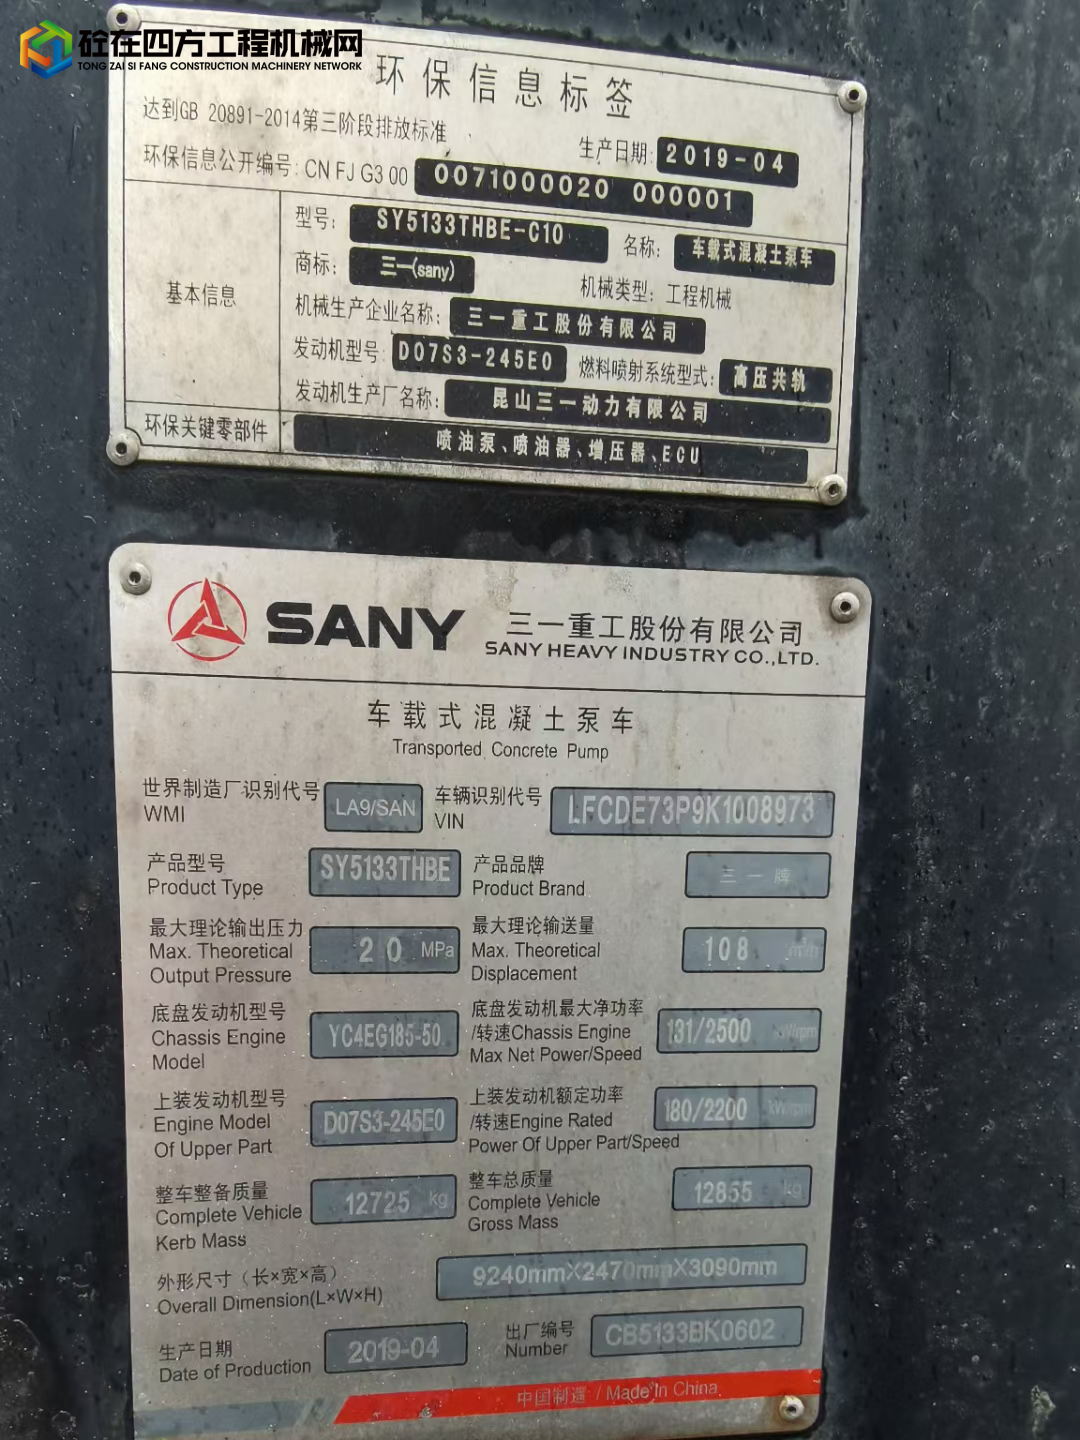 砼在四方工程机械网
TONG ZAI SI FANG CONSTRUCTION MACHINERY NETWORK
环保信息标签
达到GB 20891-2014第三阶段排放标准
生产日期: 2019-04
环保信息公开编号: CN FJ G3 00 0071000020 000001
基本信息
型号: SY5133THBE-C10 名称: 车载式混凝土泵车
商标: 三一(sany) 机械类型: 工程机械
机械生产企业名称: 三一重工股份有限公司
发动机型号: D07S3-245E0 燃料喷射系统型式: 高压共轨
发动机生产厂名称: 昆山三一动力有限公司
环保关键零部件 喷油泵、喷油器、增压器、ECU
SANY 三一重工股份有限公司
SANY HEAVY INDUSTRY CO.,LTD.
车载式混凝土泵车
Transported Concrete Pump
世界制造厂识别代号 LA9/SAN 车辆识别代号 LFCDE73P9K1008973
WMI VIN
产品型号 SY5133THBE 产品品牌 三一牌
Product Type Product Brand
最大理论输出压力 20 MPa 最大理论输送量 108 m³/h
Max. Theoretical Max. Theoretical
Output Pressure Displacement
底盘发动机型号 YC4EG185-50 底盘发动机最大净功率 131/2500 kW/rpm
Chassis Engine /转速Chassis Engine
Model Max Net Power/Speed
上装发动机型号 D07S3-245E0 上装发动机额定功率 180/2200 kW/rpm
Engine Model /转速Engine Rated
Of Upper Part Power Of Upper Part/Speed
整车整备质量 12725 kg 整车总质量 12855 kg
Complete Vehicle Complete Vehicle
Kerb Mass Gross Mass
外形尺寸（长×宽×高） 9240mm×2470mm×3090mm
Overall Dimension(L×W×H)
生产日期 2019-04 出厂编号 CB5133BK0602
Date of Production Number
中国制造 / Made In China